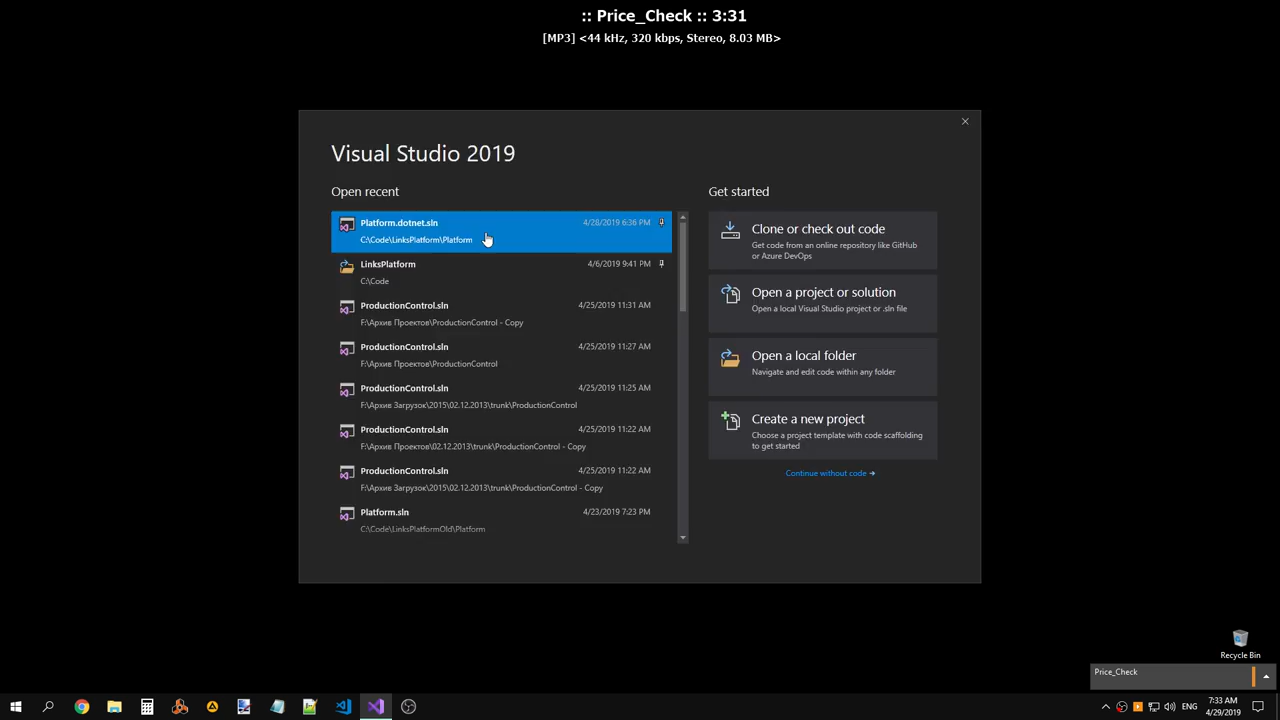 :: Price_Check :: 3:31
[MP3] <44 kHz, 320 kbps, Stereo, 8.03 MB>
Visual Studio 2019
Open recent
Platform.dotnet.sln 4/28/2019 6:36 PM
C:\Code\LinksPlatform\Platform
LinksPlatform 4/6/2019 9:41 PM
C:\Code
ProductionControl.sln 4/25/2019 11:31 AM
F:\Архив Проектов\ProductionControl - Copy
ProductionControl.sln 4/25/2019 11:27 AM
F:\Архив Проектов\ProductionControl
ProductionControl.sln 4/25/2019 11:25 AM
F:\Архив Загрузок\2015\02.12.2013\trunk\ProductionControl
ProductionControl.sln 4/25/2019 11:22 AM
F:\Архив Проектов\02.12.2013\trunk\ProductionControl - Copy
ProductionControl.sln 4/25/2019 11:22 AM
F:\Архив Загрузок\2015\02.12.2013\trunk\ProductionControl - Copy
Platform.sln 4/23/2019 7:23 PM
C:\Code\LinksPlatformOld\Platform
Get started
Clone or check out code
Get code from an online repository like GitHub
or Azure DevOps
Open a project or solution
Open a local Visual Studio project or .sln file
Open a local folder
Navigate and edit code within any folder
Create a new project
Choose a project template with code scaffolding
to get started
Continue without code
Recycle Bin
Price_Check
ENG
7:33 AM
4/29/2019